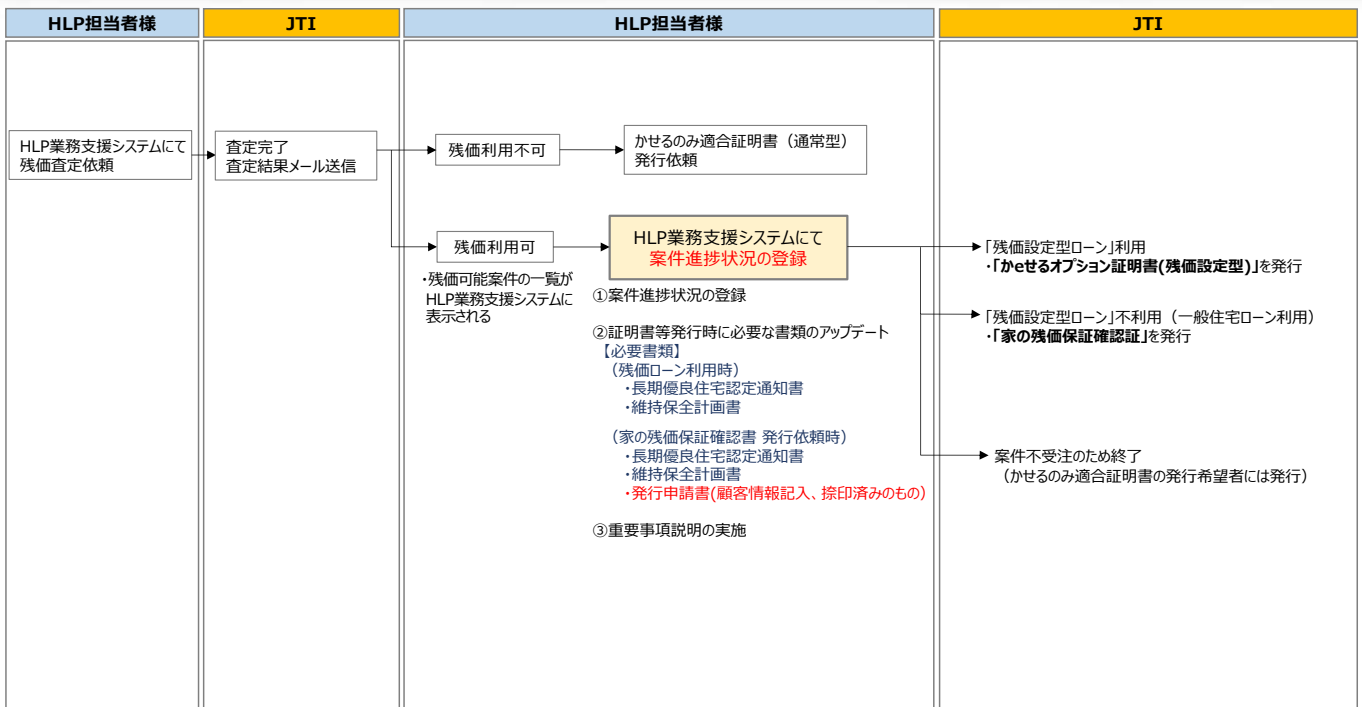 HLP担当者様
JTI
HLP担当者様
JTI
HLP業務支援システムにて
残価査定依頼
査定完了
査定結果メール送信
残価利用不可
かせるのみ適合証明書（通常型）
発行依頼
残価利用可
・残価可能案件の一覧が
HLP業務支援システムに
表示される
HLP業務支援システムにて
案件進捗状況の登録
①案件進捗状況の登録
②証明書等発行時に必要な書類のアップデート
【必要書類】
（残価ローン利用時）
・長期優良住宅認定通知書
・維持保全計画書
（家の残価保証確認書 発行依頼時）
・長期優良住宅認定通知書
・維持保全計画書
・発行申請書(顧客情報記入、捺印済みのもの）
③重要事項説明の実施
「残価設定型ローン」利用
・「かeせるオプション証明書(残価設定型)」を発行
「残価設定型ローン」不利用（一般住宅ローン利用）
・「家の残価保証確認証」を発行
案件不受注のため終了
（かせるのみ適合証明書の発行希望者には発行）